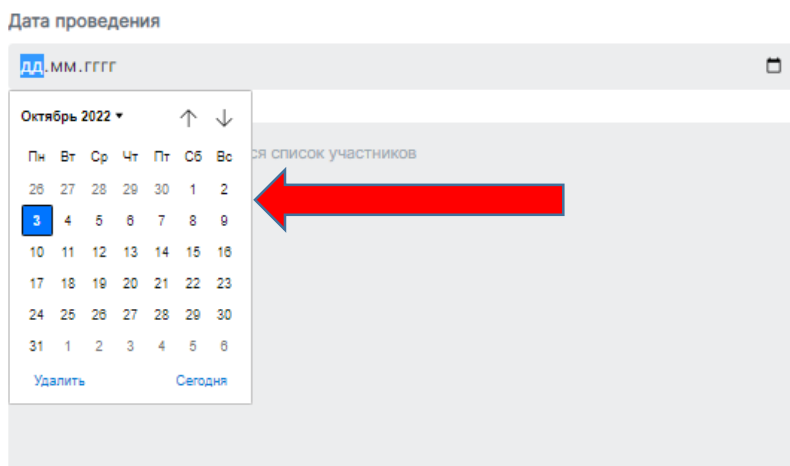 Дата проведения
дд.мм.гггг
Октябрь 2022
ся список участников
Пн Вт Ср Чт Пт Сб Вс
26 27 28 29 30 1 2
3 4 5 6 7 8 9
10 11 12 13 14 15 16
17 18 19 20 21 22 23
24 25 26 27 28 29 30
31 1 2 3 4 5 6
Удалить Сегодня